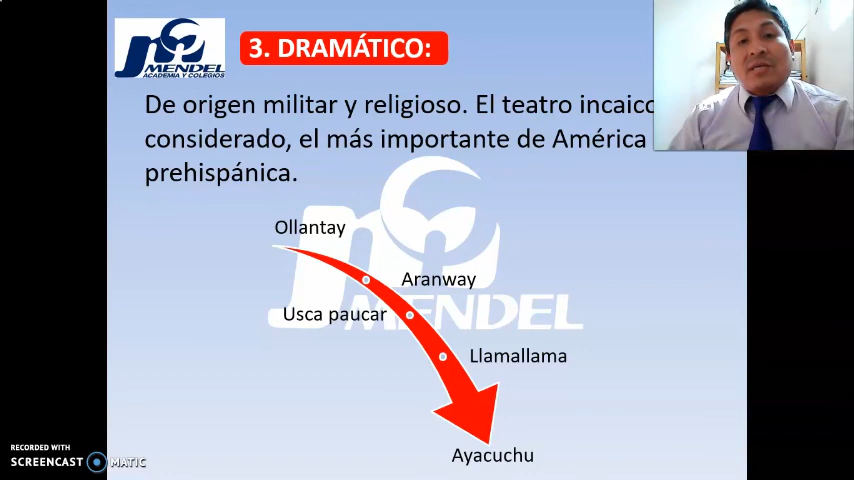 MENDEL
ACADEMIA Y COLEGIOS
3. DRAMÁTICO:
De origen militar y religioso. El teatro incaico
considerado, el más importante de América
prehispánica.
Ollantay
Aranway
MENDEL
Usca paucar
Llamallama
Ayacuchu
RECORDED WITH
SCREENCAST MATIC